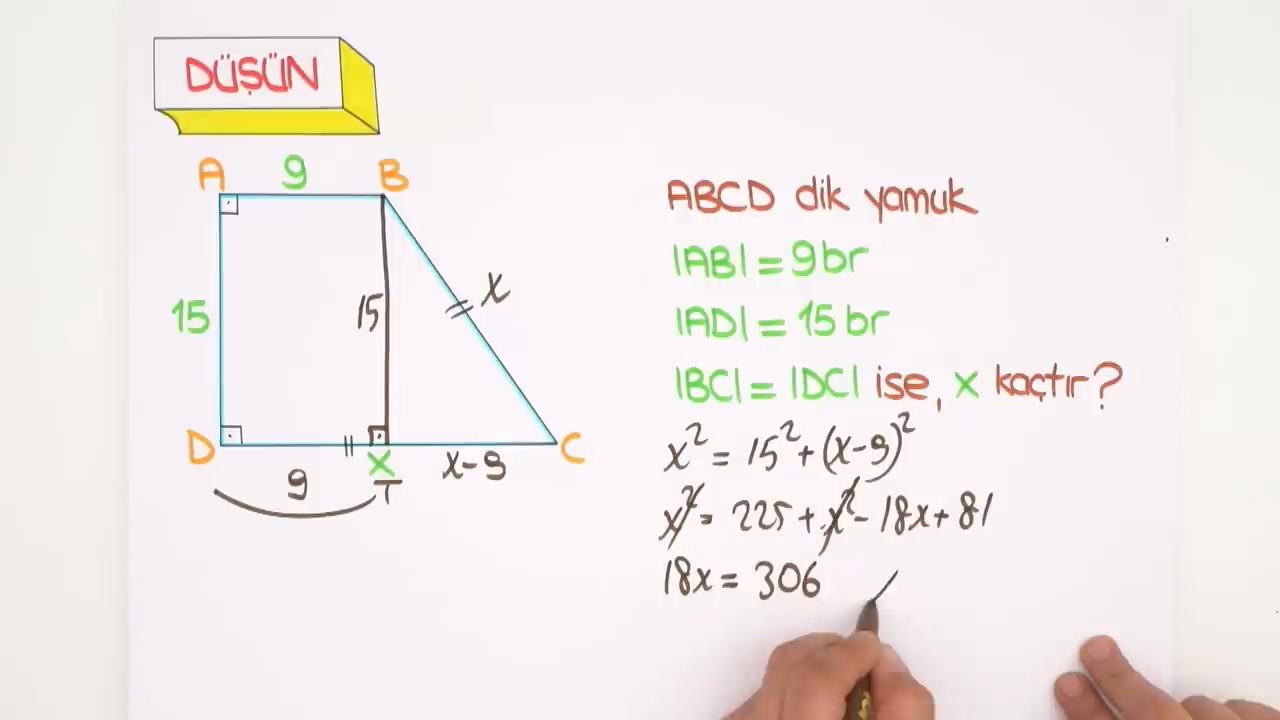 DÜŞÜN
A 9 B
15
15
x
D
C
9
x
T
x-9
ABCD dik yamuk
|AB| = 9 br
|AD| = 15 br
|BC| = |DC| ise, x kaçtır?
x² = 15² + (x-9)²
x² = 225 + x² - 18x + 81
18x = 306